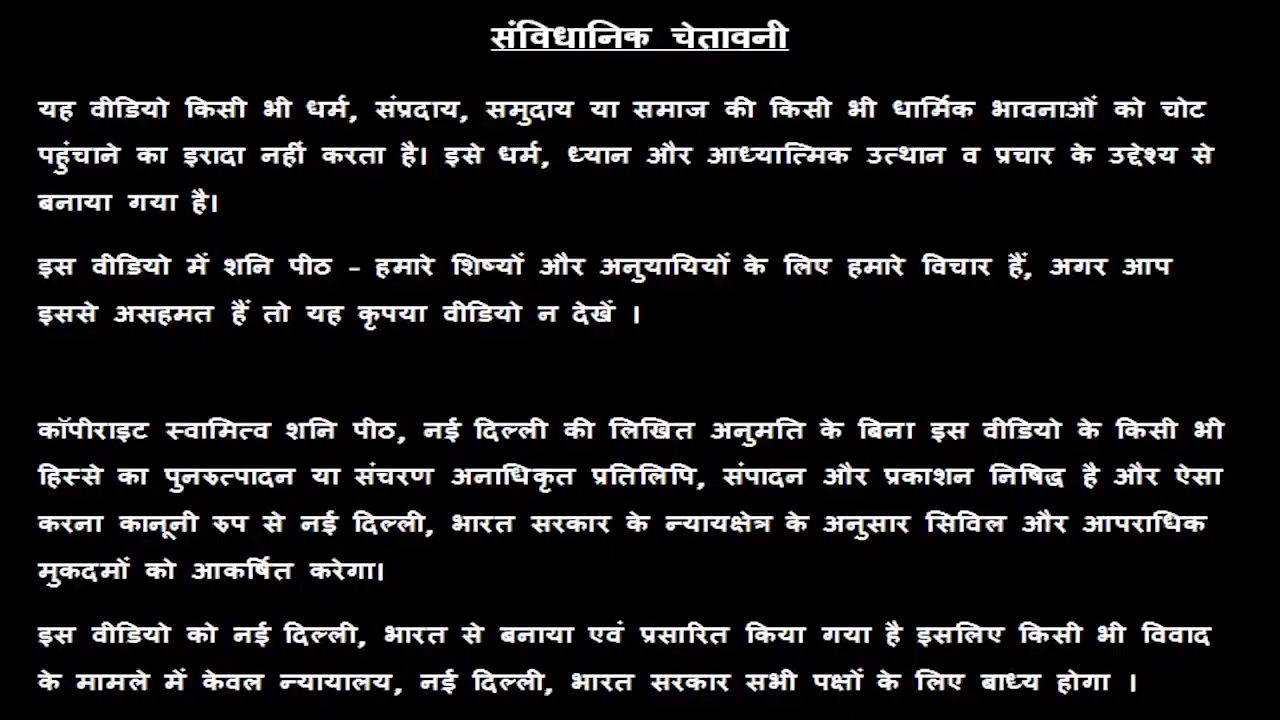 संविधानिक चेतावनी
यह वीडियो किसी भी धर्म, संप्रदाय, समुदाय या समाज की किसी भी धार्मिक भावनाओं को चोट
पहुंचाने का इरादा नहीं करता है। इसे धर्म, ध्यान और आध्यात्मिक उत्थान व प्रचार के उद्देश्य से
बनाया गया है।
इस वीडियो में शनि पीठ – हमारे शिष्यों और अनुयायियों के लिए हमारे विचार हैं, अगर आप
इससे असहमत हैं तो यह कृपया वीडियो न देखें ।
कॉपीराइट स्वामित्व शनि पीठ, नई दिल्ली की लिखित अनुमति के बिना इस वीडियो के किसी भी
हिस्से का पुनरुत्पादन या संचरण अनाधिकृत प्रतिलिपि, संपादन और प्रकाशन निषिद्ध है और ऐसा
करना कानूनी रुप से नई दिल्ली, भारत सरकार के न्यायक्षेत्र के अनुसार सिविल और आपराधिक
मुकदमों को आकर्षित करेगा।
इस वीडियो को नई दिल्ली, भारत से बनाया एवं प्रसारित किया गया है इसलिए किसी भी विवाद
के मामले में केवल न्यायालय, नई दिल्ली, भारत सरकार सभी पक्षों के लिए बाध्य होगा ।